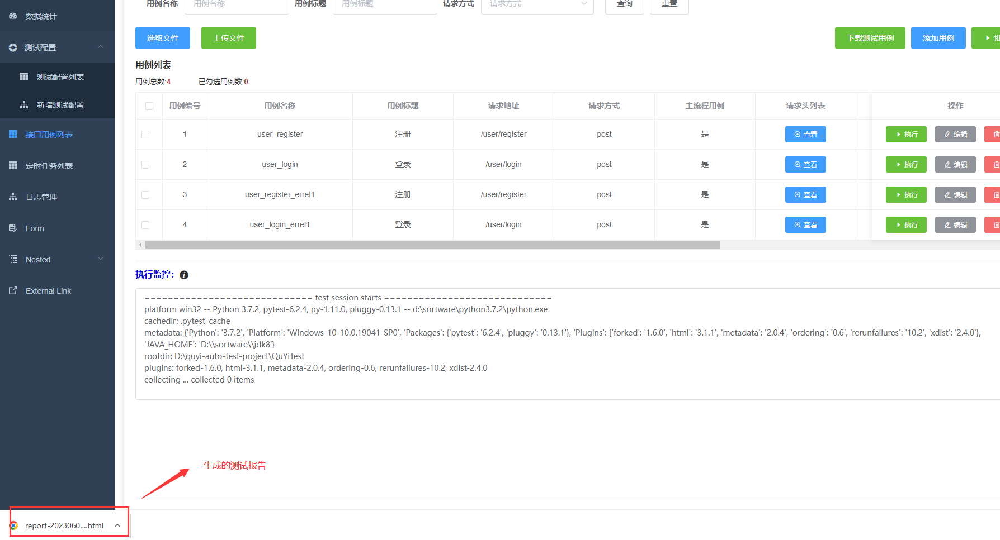 数据统计
测试配置
测试配置列表
新增测试配置
接口用例列表
定时任务列表
日志管理
Form
Nested
External Link
用例名称 用例名称 用例标题 用例标题 请求方式 请求方式 查询 重置
选取文件 上传文件 下载测试用例 添加用例 批
用例列表
用例总数:4 已勾选用例数:0
用例编号 用例名称 用例标题 请求地址 请求方式 主流程用例 请求头列表 操作
1 user_register 注册 /user/register post 是 查看 执行 编辑
2 user_login 登录 /user/login post 是 查看 执行 编辑
3 user_register_errel1 注册 /user/register post 是 查看 执行 编辑
4 user_login_errel1 登录 /user/login post 是 查看 执行 编辑
执行监控：
============================= test session starts =============================
platform win32 -- Python 3.7.2, pytest-6.2.4, py-1.11.0, pluggy-0.13.1 -- d:\sortware\python3.7.2\python.exe
cachedir: .pytest_cache
metadata: {'Python': '3.7.2', 'Platform': 'Windows-10-10.0.19041-SP0', 'Packages': {'pytest': '6.2.4', 'pluggy': '0.13.1'}, 'Plugins': {'forked': '1.6.0', 'html': '3.1.1', 'metadata': '2.0.4', 'ordering': '0.6', 'rerunfailures': '10.2', 'xdist': '2.4.0'},
'JAVA_HOME': 'D:\\sortware\\jdk8'}
rootdir: D:\quyi-auto-test-project\QuYiTest
plugins: forked-1.6.0, html-3.1.1, metadata-2.0.4, ordering-0.6, rerunfailures-10.2, xdist-2.4.0
collecting ... collected 0 items
生成的测试报告
report-2023060....html